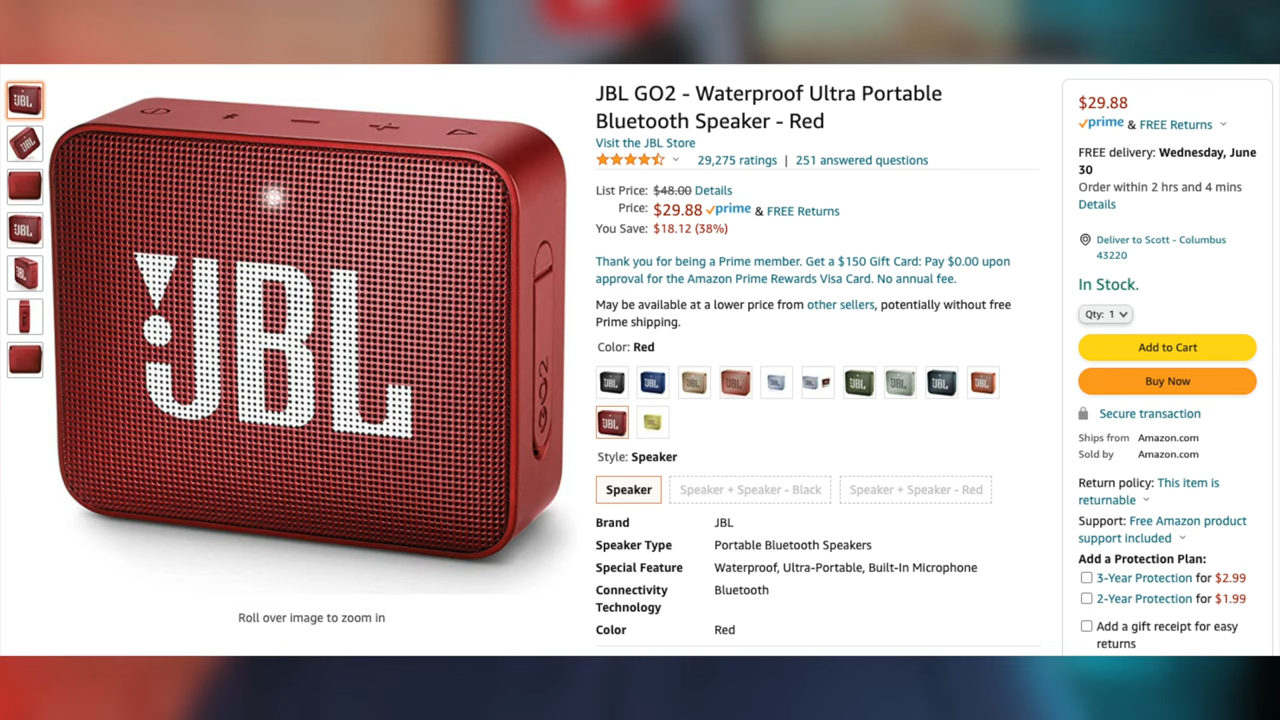 JBL
GO2
Roll over image to zoom in
JBL GO2 - Waterproof Ultra Portable
Bluetooth Speaker - Red
Visit the JBL Store
29,275 ratings | 251 answered questions
List Price: $48.00 Details
Price: $29.88 prime & FREE Returns
You Save: $18.12 (38%)
Thank you for being a Prime member. Get a $150 Gift Card: Pay $0.00 upon
approval for the Amazon Prime Rewards Visa Card. No annual fee.
May be available at a lower price from other sellers, potentially without free
Prime shipping.
Color: Red
Style: Speaker
Speaker
Speaker + Speaker - Black
Speaker + Speaker - Red
Brand JBL
Speaker Type Portable Bluetooth Speakers
Special Feature Waterproof, Ultra-Portable, Built-In Microphone
Connectivity Bluetooth
Technology
Color Red
$29.88
prime & FREE Returns
FREE delivery: Wednesday, June
30
Order within 2 hrs and 4 mins
Details
Deliver to Scott - Columbus
43220
In Stock.
Qty: 1
Add to Cart
Buy Now
Secure transaction
Ships from Amazon.com
Sold by Amazon.com
Return policy: This item is
returnable
Support: Free Amazon product
support included
Add a Protection Plan:
3-Year Protection for $2.99
2-Year Protection for $1.99
Add a gift receipt for easy
returns